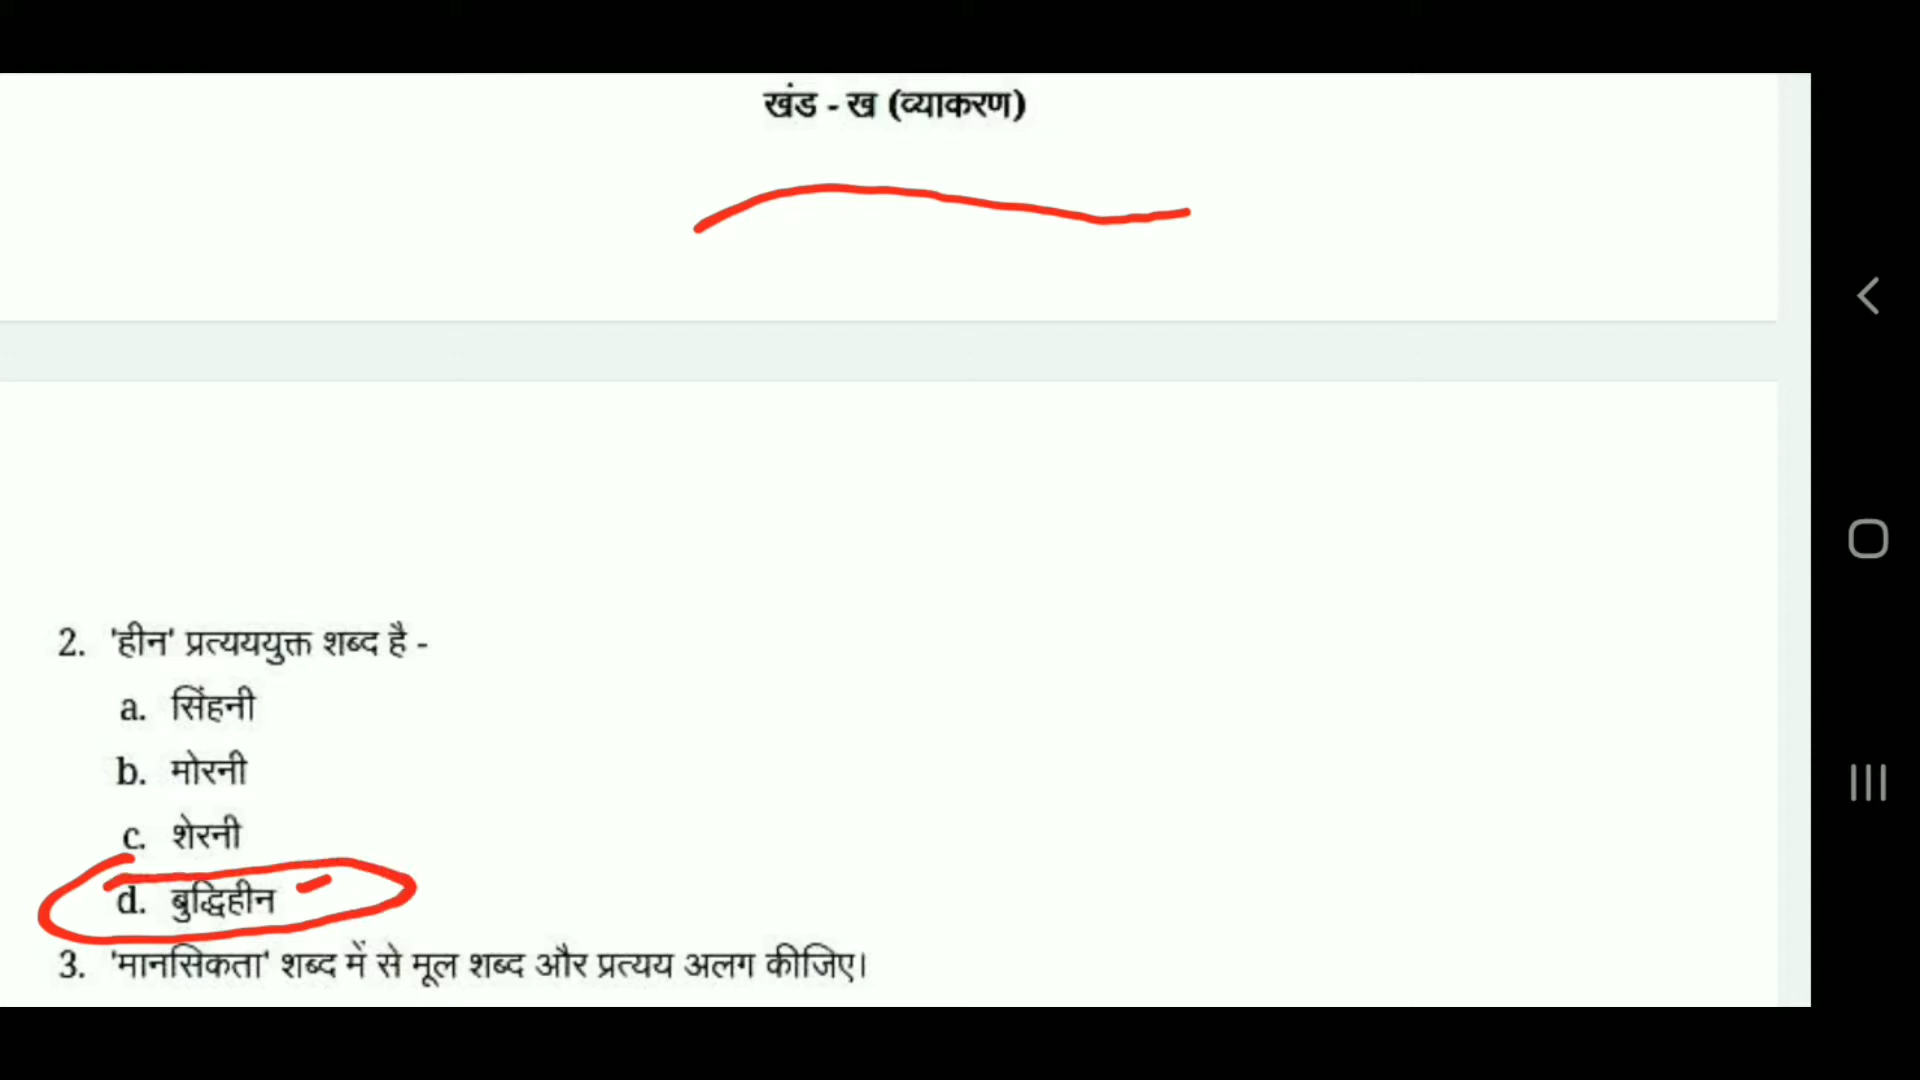 खंड - ख (व्याकरण)
2. 'हीन' प्रत्यययुक्त शब्द है -
a. सिंहनी
b. मोरनी
c. शेरनी
d. बुद्धिहीन
3. 'मानसिकता' शब्द में से मूल शब्द और प्रत्यय अलग कीजिए।